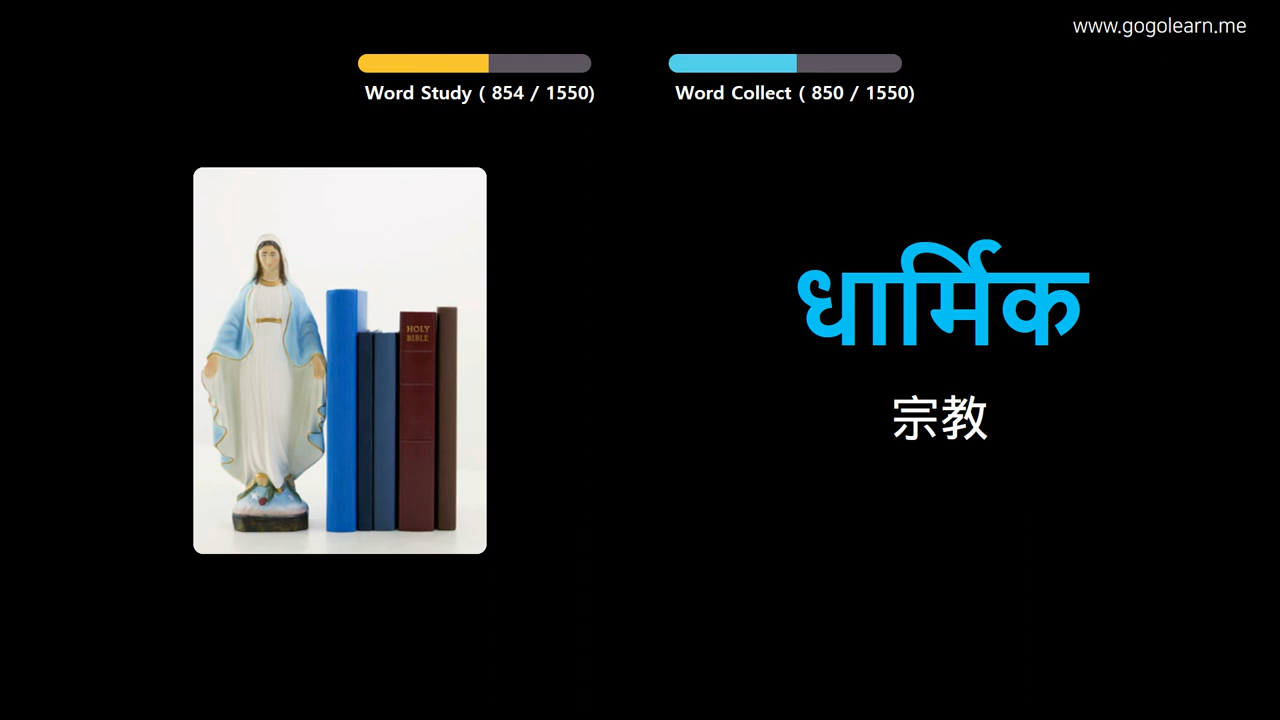 www.gogolearn.me
Word Study ( 854 / 1550)
Word Collect ( 850 / 1550)
HOLY
BIBLE
धार्मिक
宗教